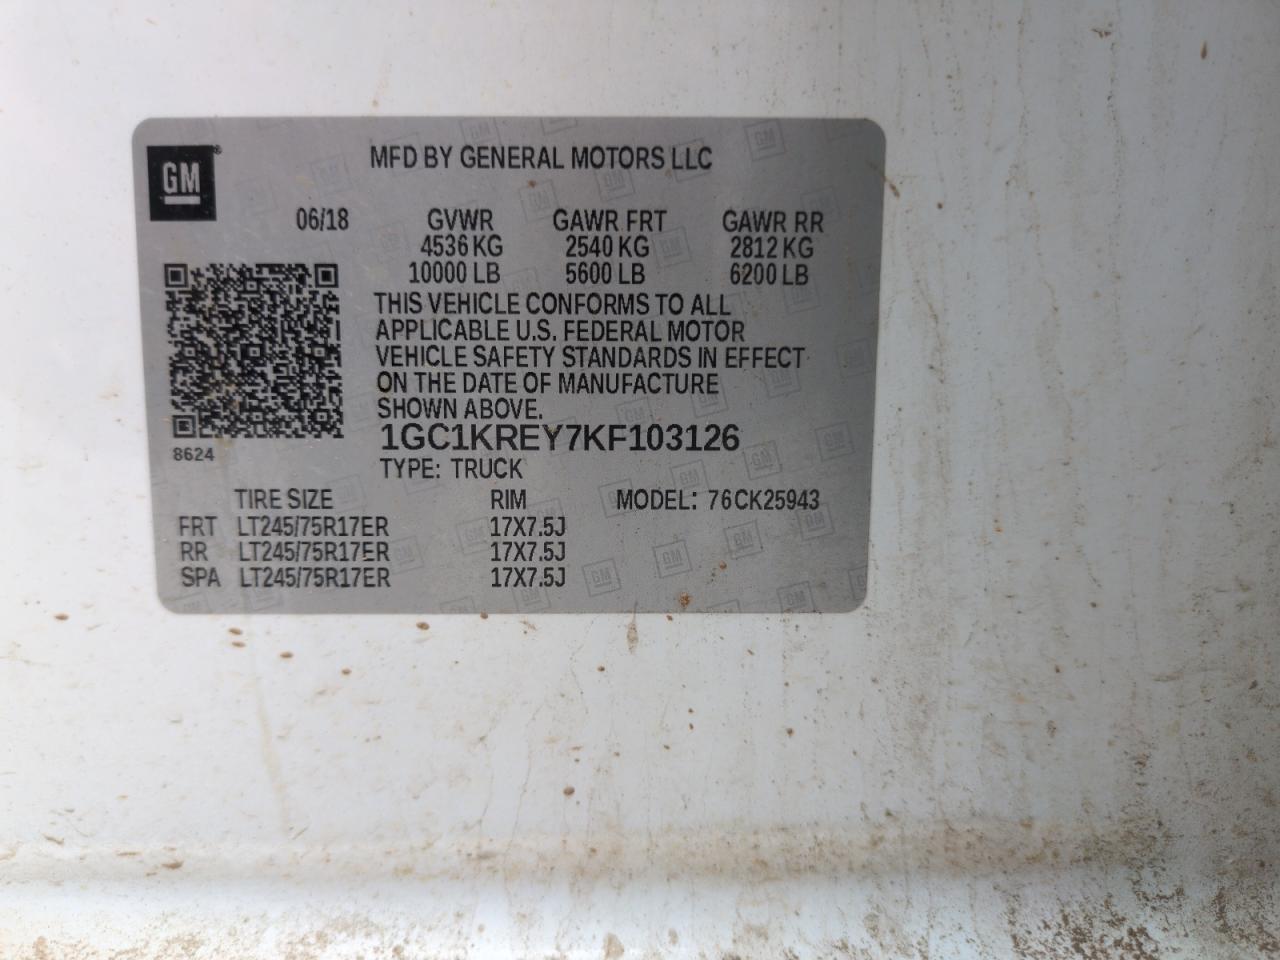 GM
MFD BY GENERAL MOTORS LLC
06/18 GVWR GAWR FRT GAWR RR
4536 KG 2540 KG 2812 KG
10000 LB 5600 LB 6200 LB
THIS VEHICLE CONFORMS TO ALL
APPLICABLE U.S. FEDERAL MOTOR
VEHICLE SAFETY STANDARDS IN EFFECT
ON THE DATE OF MANUFACTURE
SHOWN ABOVE.
1GC1KREY7KF103126
8624
TYPE: TRUCK
TIRE SIZE RIM MODEL: 76CK25943
FRT LT245/75R17ER 17X7.5J
RR LT245/75R17ER 17X7.5J
SPA LT245/75R17ER 17X7.5J